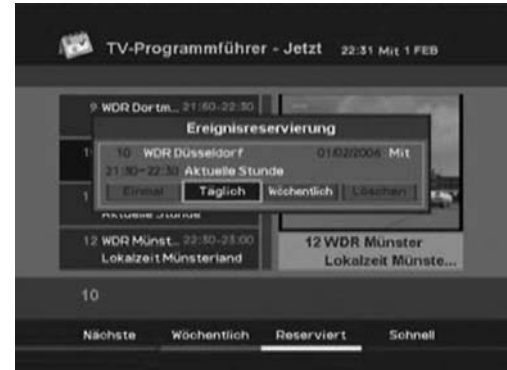 TV-Programmführer - Jetzt 22:31 Mit 1 FEB
9 WDR Dortm... 21:50-22:30
Ereignisreservierung
10 WDR Düsseldorf 01/02/2006 Mit
21:30-22:30 Aktuelle Stunde
Einmal Täglich Wöchentlich Löschen
Aktuelle Stunde
12 WDR Münst... 22:30-23:00
Lokalzeit Münsterland
12 WDR Münster
Lokalzeit Münste...
10
Nächste Wöchentlich Reserviert Schnell